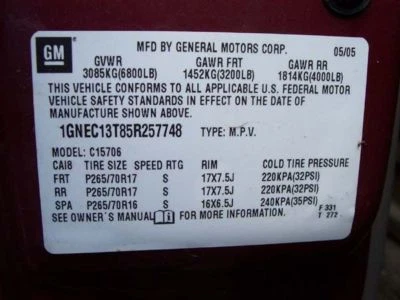 GM
MFD BY GENERAL MOTORS CORP. 05/05
GVWR GAWR FRT GAWR RR
3085KG(6800LB) 1452KG(3200LB) 1814KG(4000LB)
THIS VEHICLE CONFORMS TO ALL APPLICABLE U.S. FEDERAL MOTOR
VEHICLE SAFETY STANDARDS IN EFFECT ON THE DATE OF
MANUFACTURE SHOWN ABOVE.
1GNEC13T85R257748 TYPE: M.P.V.
MODEL: C15706
CAI8 TIRE SIZE SPEED RTG RIM COLD TIRE PRESSURE
FRT P265/70R17 S 17X7.5J 220KPA(32PSI)
RR P265/70R17 S 17X7.5J 220KPA(32PSI)
SPA P265/70R16 S 16X6.5J 240KPA(35PSI)
SEE OWNER'S MANUAL FOR MORE INFORMATION. F 331
T 272